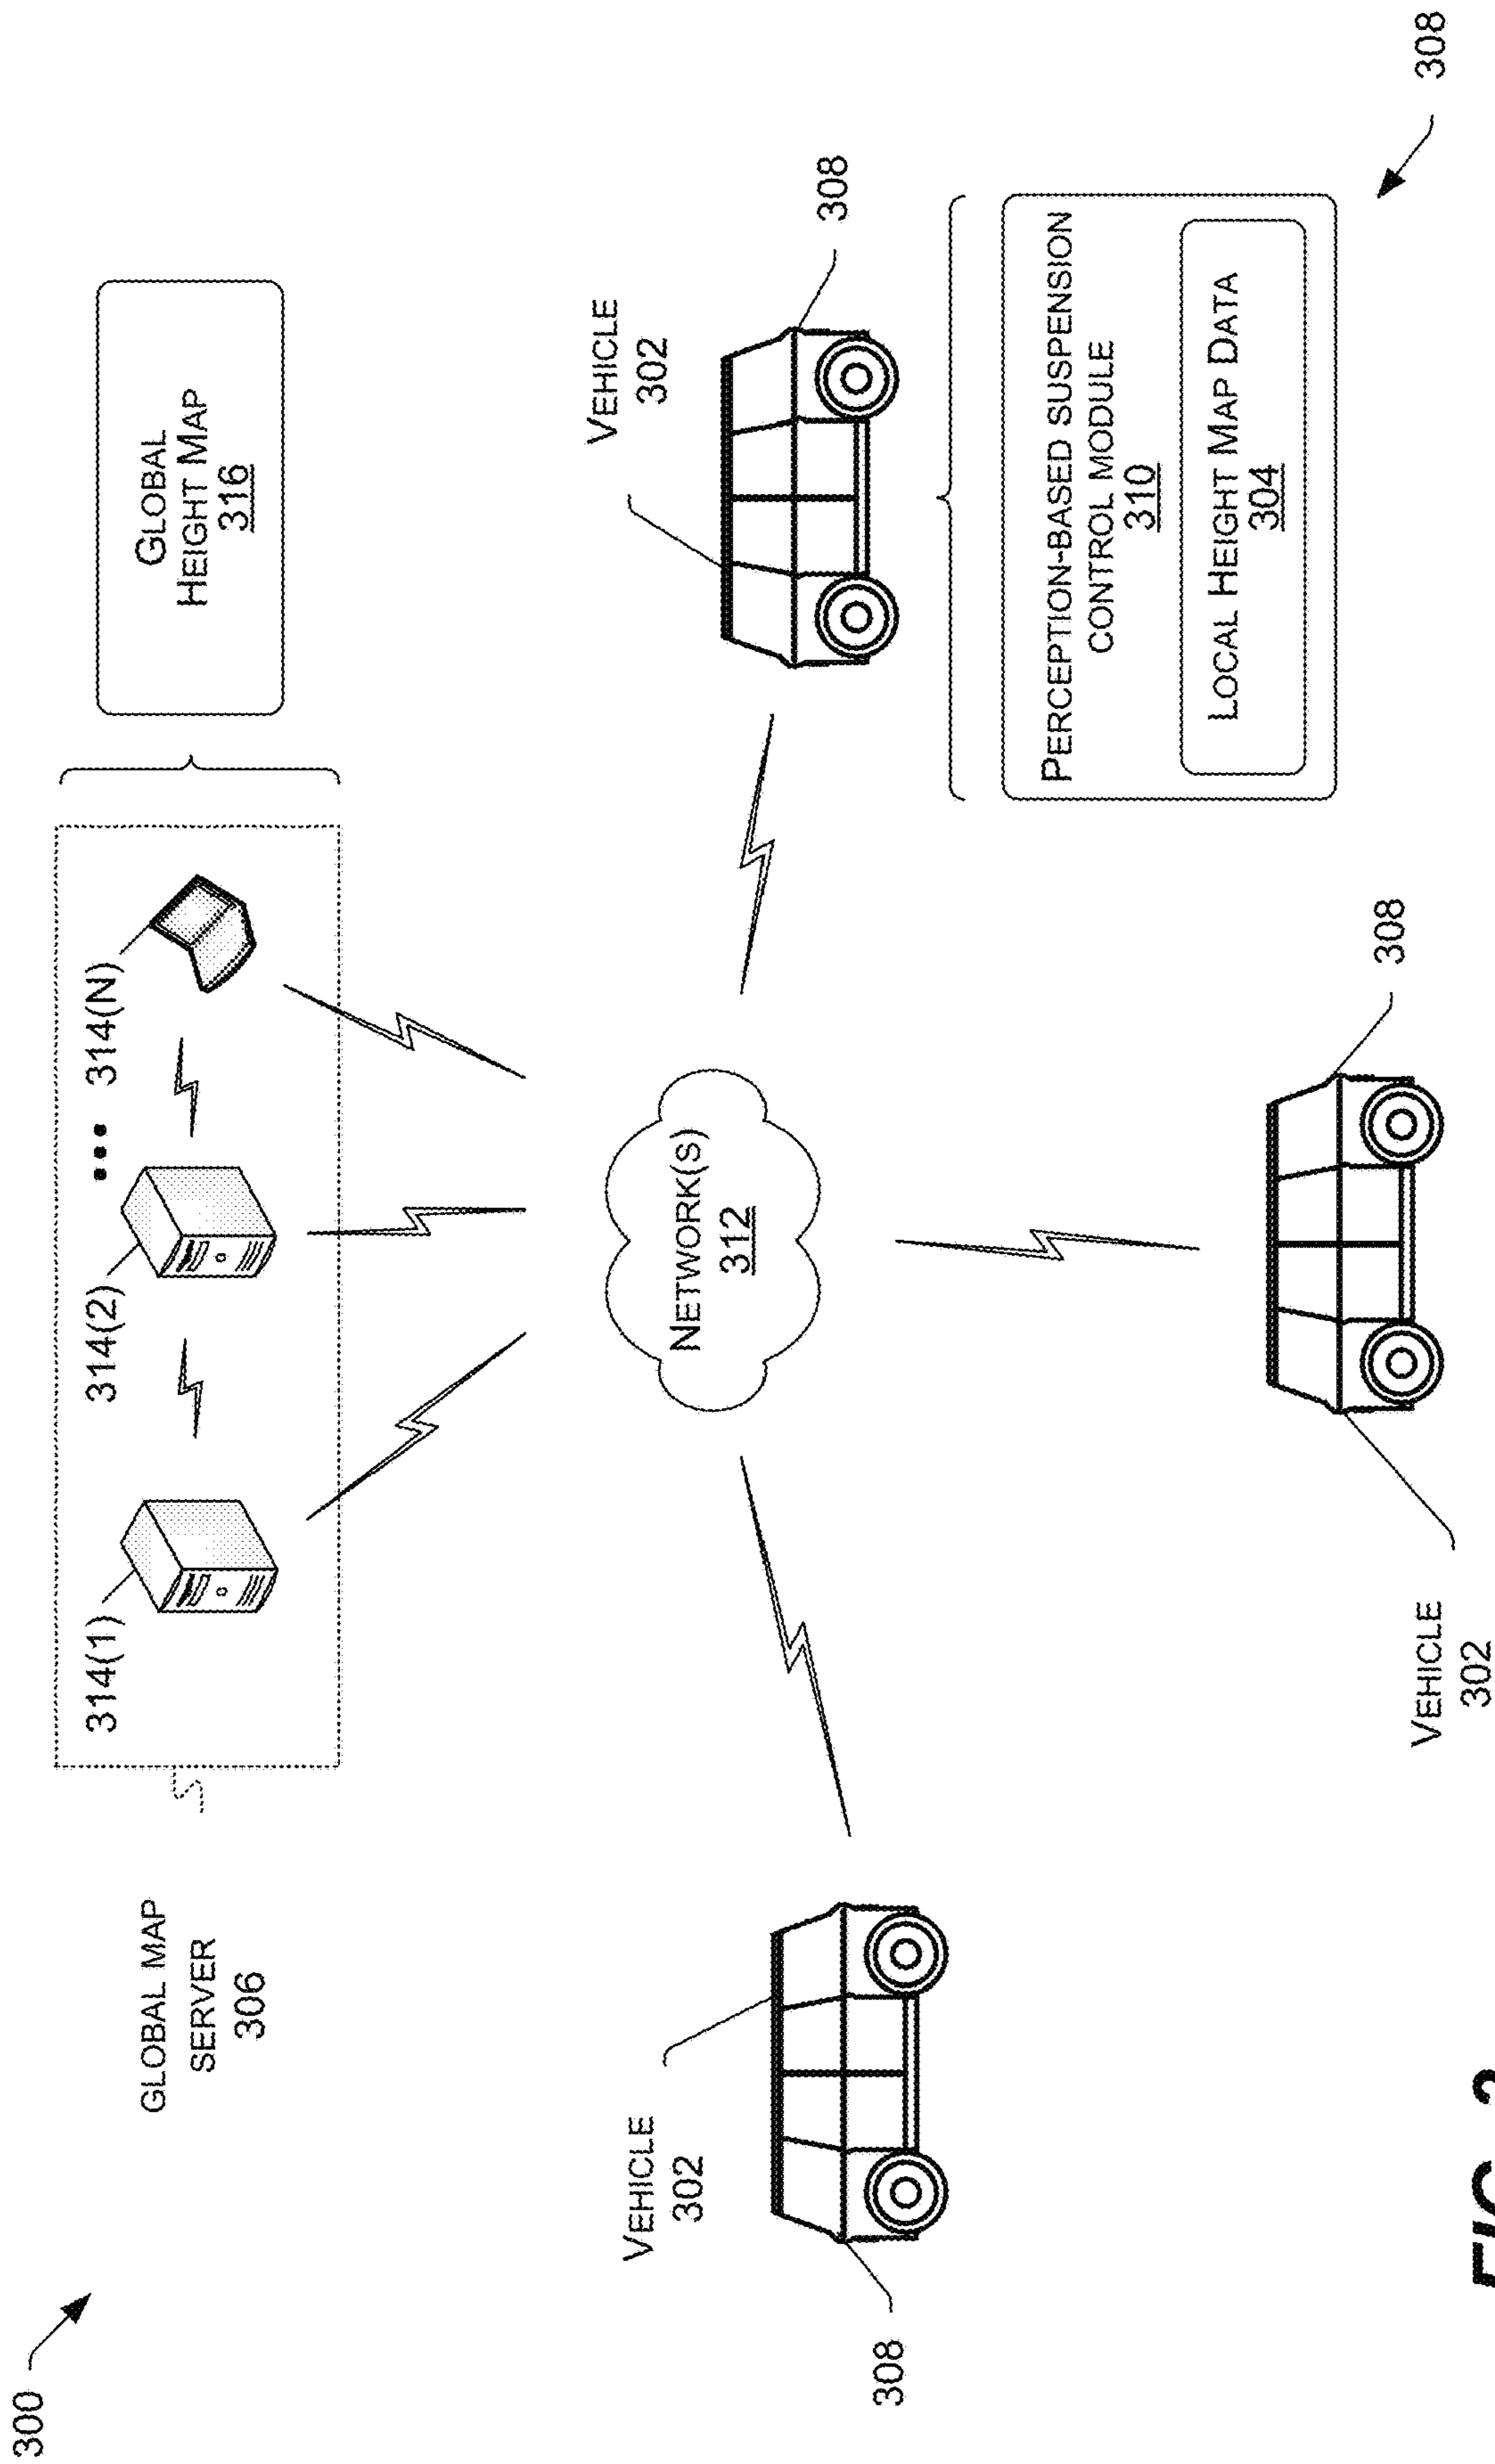 300
GLOBAL MAP
SERVER
306
314(1)
314(2)
•••
314(N)
GLOBAL
HEIGHT MAP
316
NETWORK(S)
312
VEHICLE
302
308
VEHICLE
302
308
VEHICLE
302
308
PERCEPTION-BASED SUSPENSION
CONTROL MODULE
310
LOCAL HEIGHT MAP DATA
304
308
FIG.